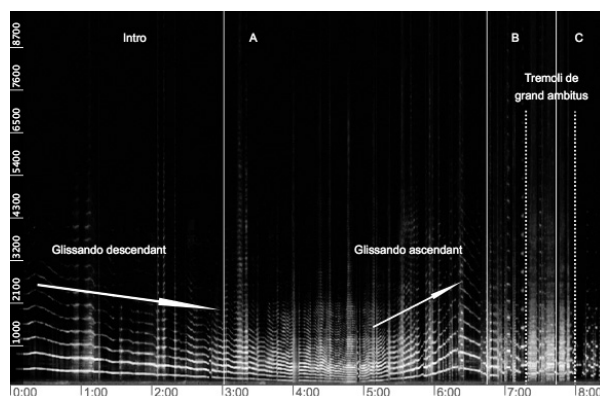 Intro
A
B
C
Tremoli de
grand ambitus
Glissando descendant
Glissando ascendant
8700
7600
6500
5400
4300
3200
2100
1000
0:00
1:00
2:00
3:00
4:00
5:00
6:00
7:00
8:00